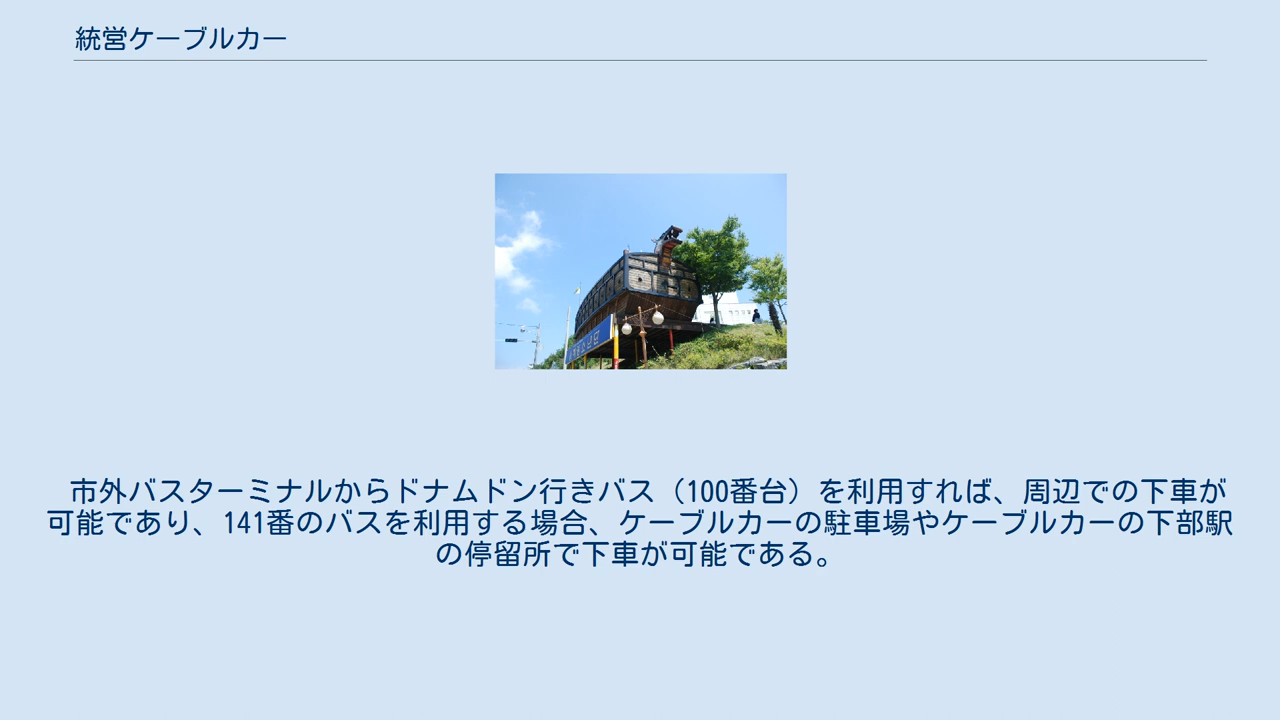 統営ケーブルカー
市外バスターミナルからドナムドン行きバス（100番台）を利用すれば、周辺での下車が
可能であり、141番のバスを利用する場合、ケーブルカーの駐車場やケーブルカーの下部駅
の停留所で下車が可能である。